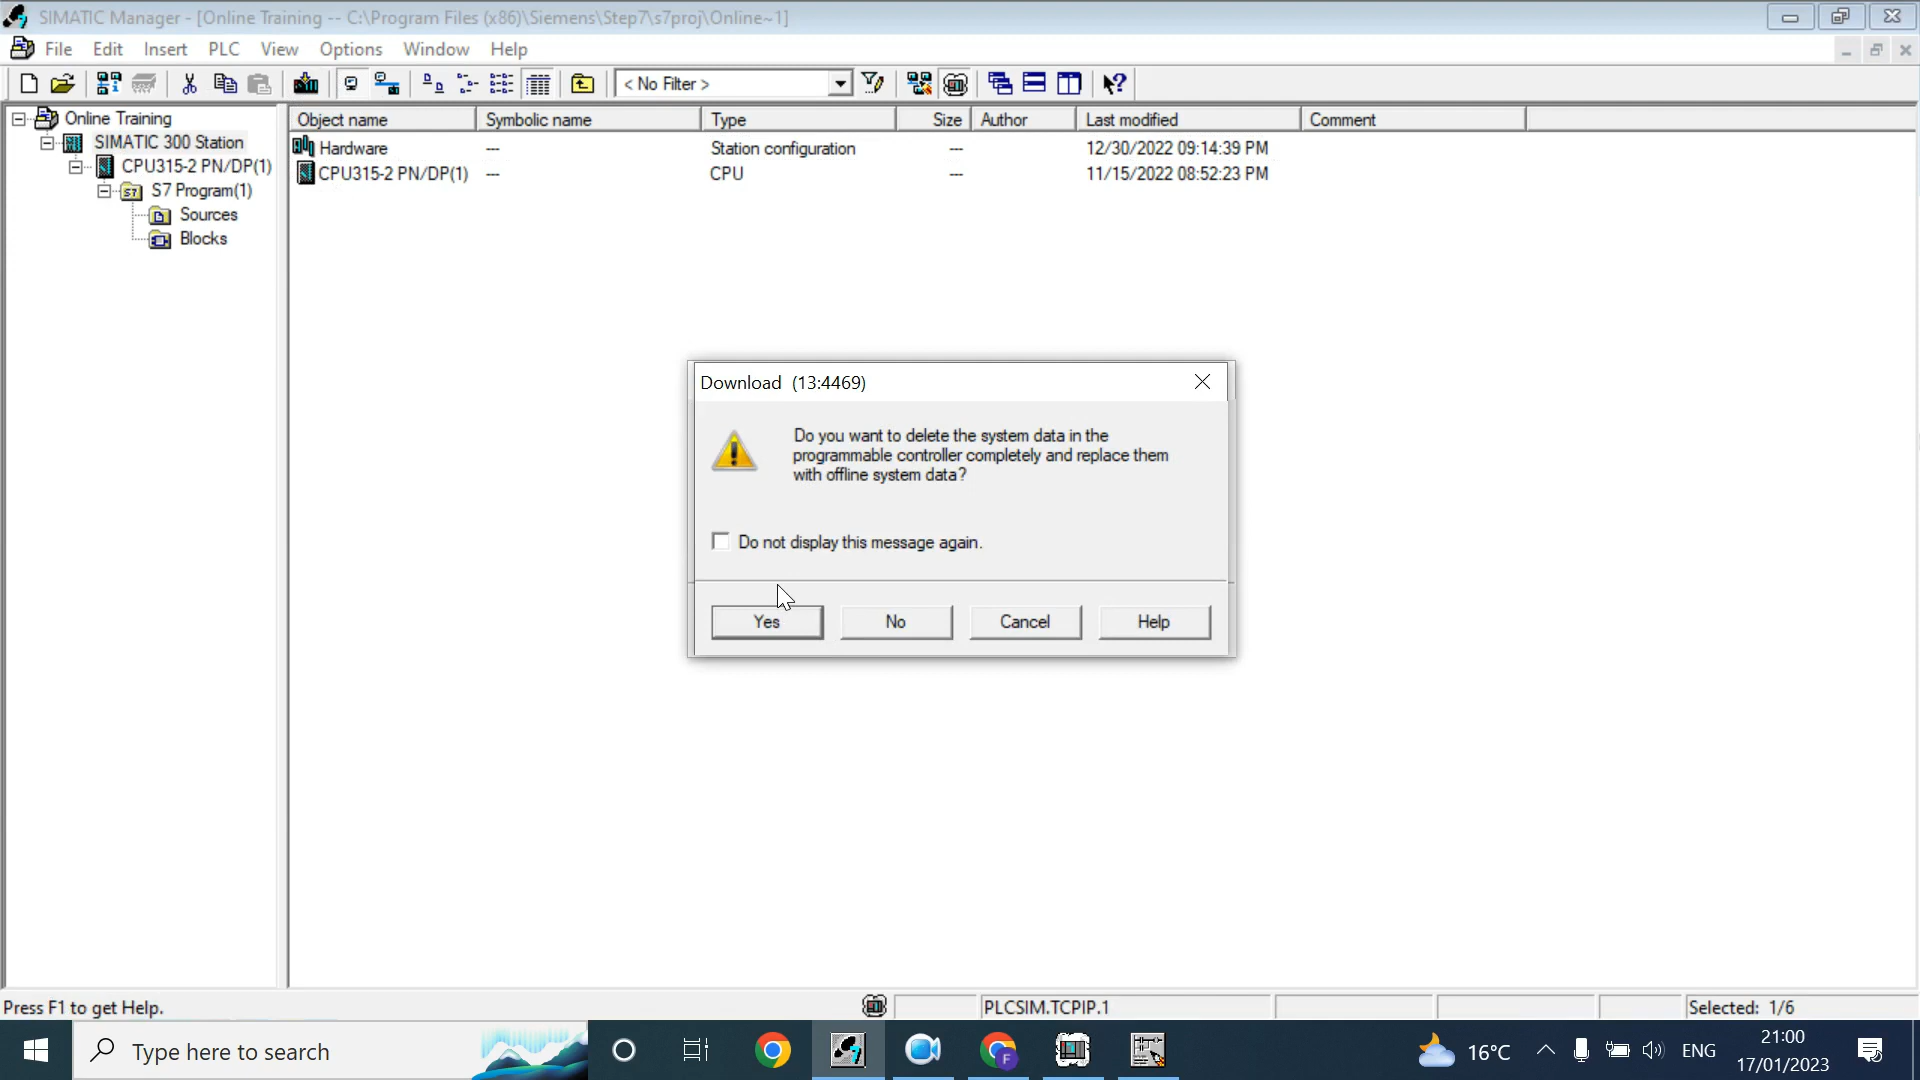 SIMATIC Manager - [Online Training -- C:\Program Files (x86)\Siemens\Step7\s7proj\Online~1]
File Edit Insert PLC View Options Window Help
< No Filter >
Online Training
SIMATIC 300 Station
CPU315-2 PN/DP(1)
S7 Program(1)
Sources
Blocks
Object name Symbolic name Type Size Author Last modified Comment
Hardware --- Station configuration --- 12/30/2022 09:14:39 PM
CPU315-2 PN/DP(1) --- CPU --- 11/15/2022 08:52:23 PM
Download (13:4469)
Do you want to delete the system data in the
programmable controller completely and replace them
with offline system data?
Do not display this message again.
Yes No Cancel Help
Press F1 to get Help. PLCSIM.TCPIP.1 Selected: 1/6
Type here to search
16°C ENG 21:00
17/01/2023